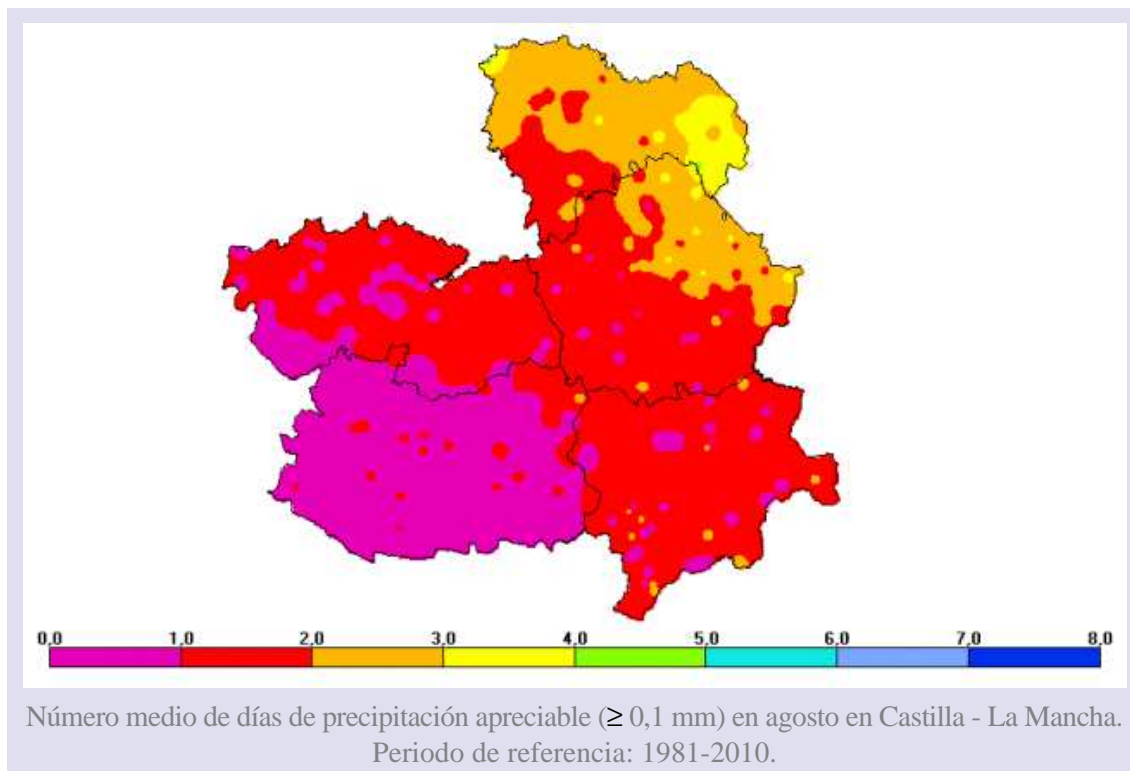 0,0 1,0 2,0 3,0 4,0 5,0 6,0 7,0 8,0
Número medio de días de precipitación apreciable (≥ 0,1 mm) en agosto en Castilla - La Mancha.
Periodo de referencia: 1981-2010.